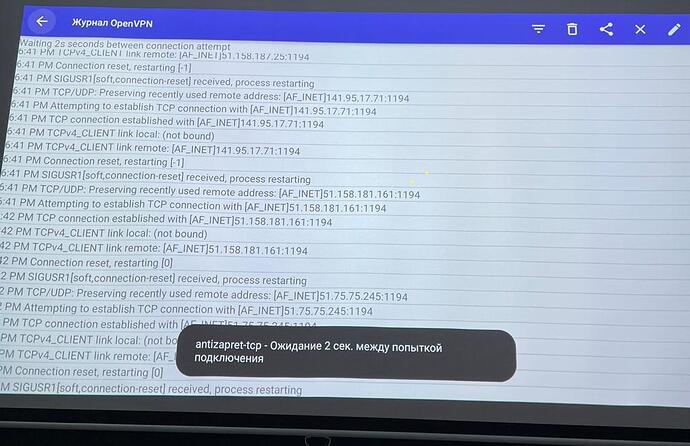 Журнал OpenVPN
Waiting 2s seconds between connection attempt
6:41 PM TCPv4_CLIENT link remote: [AF_INET]51.158.187.25:1194
6:41 PM Connection reset, restarting [-1]
6:41 PM SIGUSR1[soft,connection-reset] received, process restarting
6:41 PM TCP/UDP: Preserving recently used remote address: [AF_INET]141.95.17.71:1194
6:41 PM Attempting to establish TCP connection with [AF_INET]141.95.17.71:1194
6:41 PM TCP connection established with [AF_INET]141.95.17.71:1194
6:41 PM TCPv4_CLIENT link local: (not bound)
6:41 PM TCPv4_CLIENT link remote: [AF_INET]141.95.17.71:1194
6:41 PM Connection reset, restarting [-1]
6:41 PM SIGUSR1[soft,connection-reset] received, process restarting
6:41 PM TCP/UDP: Preserving recently used remote address: [AF_INET]51.158.181.161:1194
6:41 PM Attempting to establish TCP connection with [AF_INET]51.158.181.161:1194
:42 PM TCP connection established with [AF_INET]51.158.181.161:1194
:42 PM TCPv4_CLIENT link local: (not bound)
:42 PM TCPv4_CLIENT link remote: [AF_INET]51.158.181.161:1194
42 PM Connection reset, restarting [0]
2 PM SIGUSR1[soft,connection-reset] received, process restarting
2 PM TCP/UDP: Preserving recently used remote address: [AF_INET]51.75.75.245:1194
2 PM Attempting to establish TCP connection with [AF_INET]51.75.75.245:1194
PM TCP connection established with [AF_INET]51.75.75.245:1194
PM TCPv4_CLIENT link local: (not bou
PM TCPv4_CLIENT link remote: [AF_
PM Connection reset, restarting [0]
M SIGUSR1[soft,connection-reset] received, process restarting
antizapret-tcp - Ожидание 2 сек. между попыткой
подключения